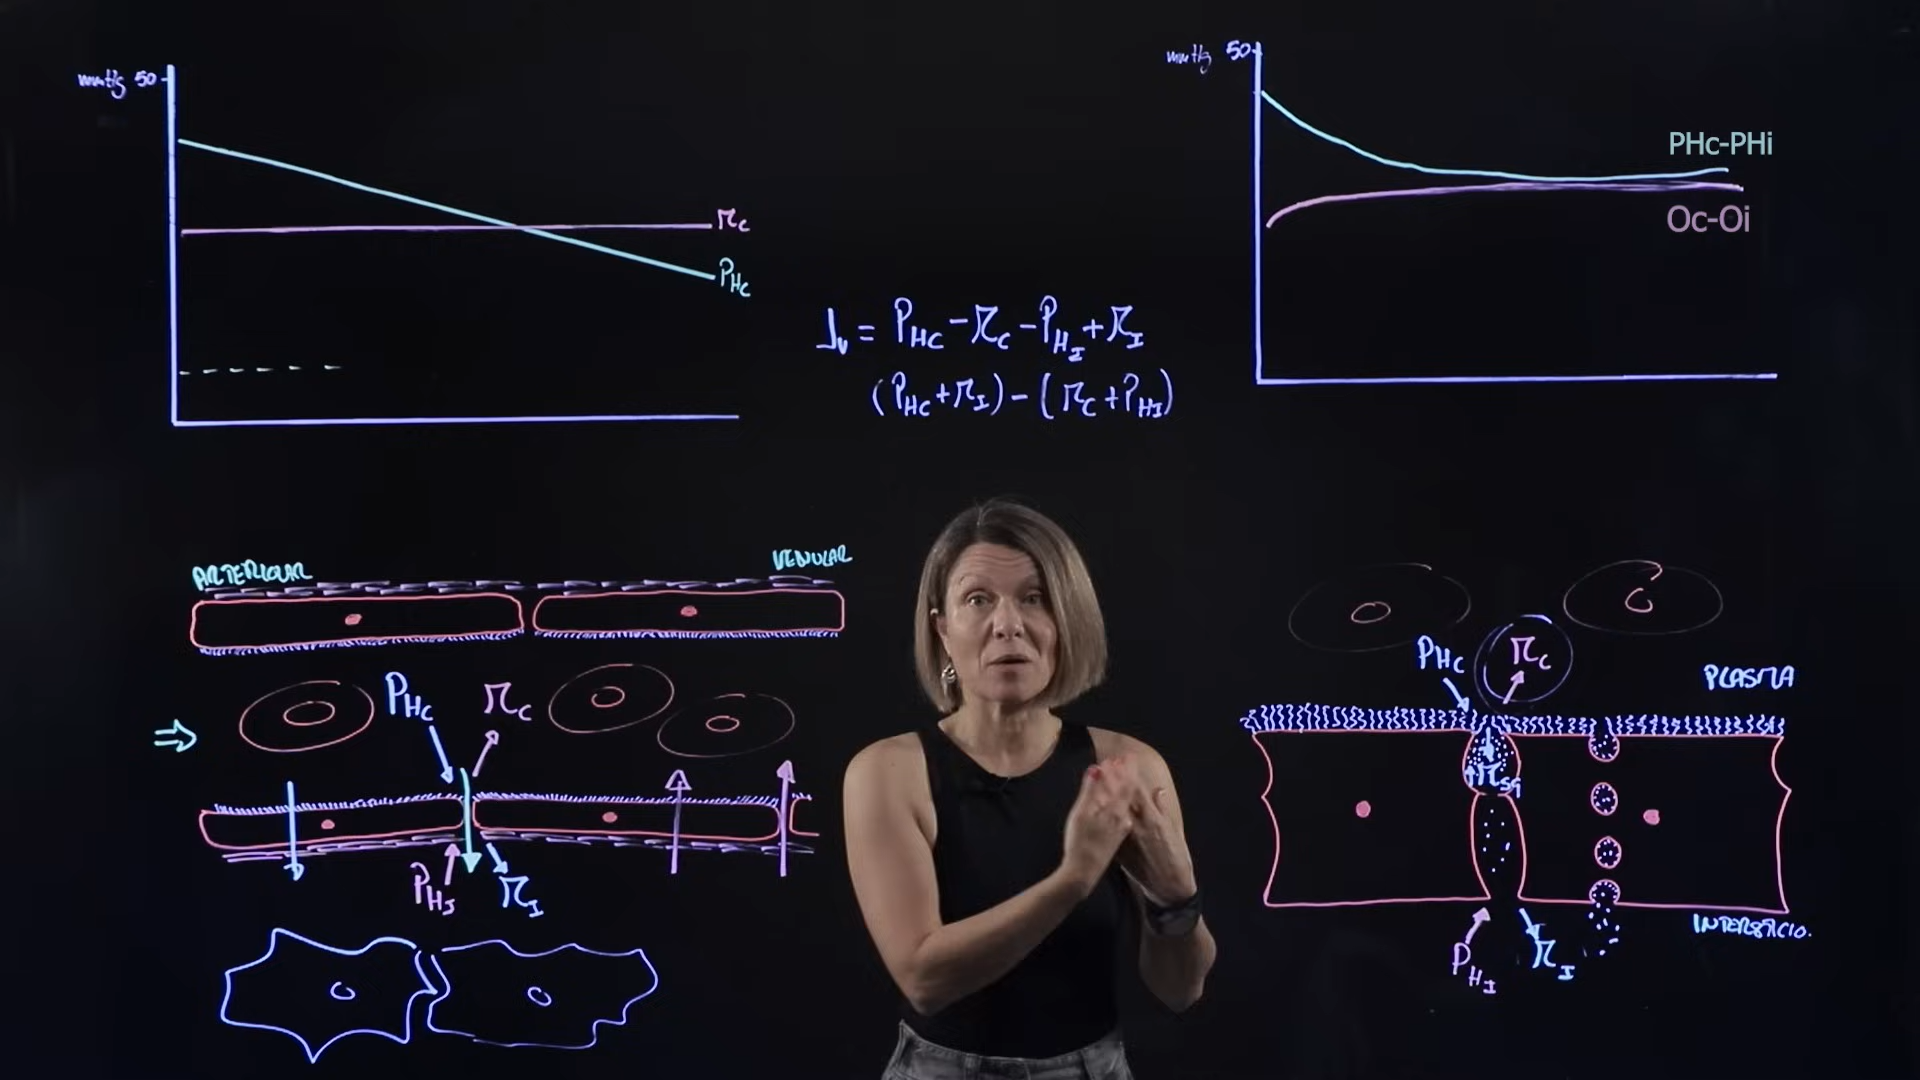 mmHg 50
πc
PHc
Jv = PHC - πC - PHI + πI
(PHC + πI) - (πC + PHI)
mmHg 50
PHc-PHi
Oc-Oi
ARTERIOLAR
VENULAR
PHc πc
PHI πI
PHc πc
PLASMA
πsg
INTERSTICIO.
PHI πI